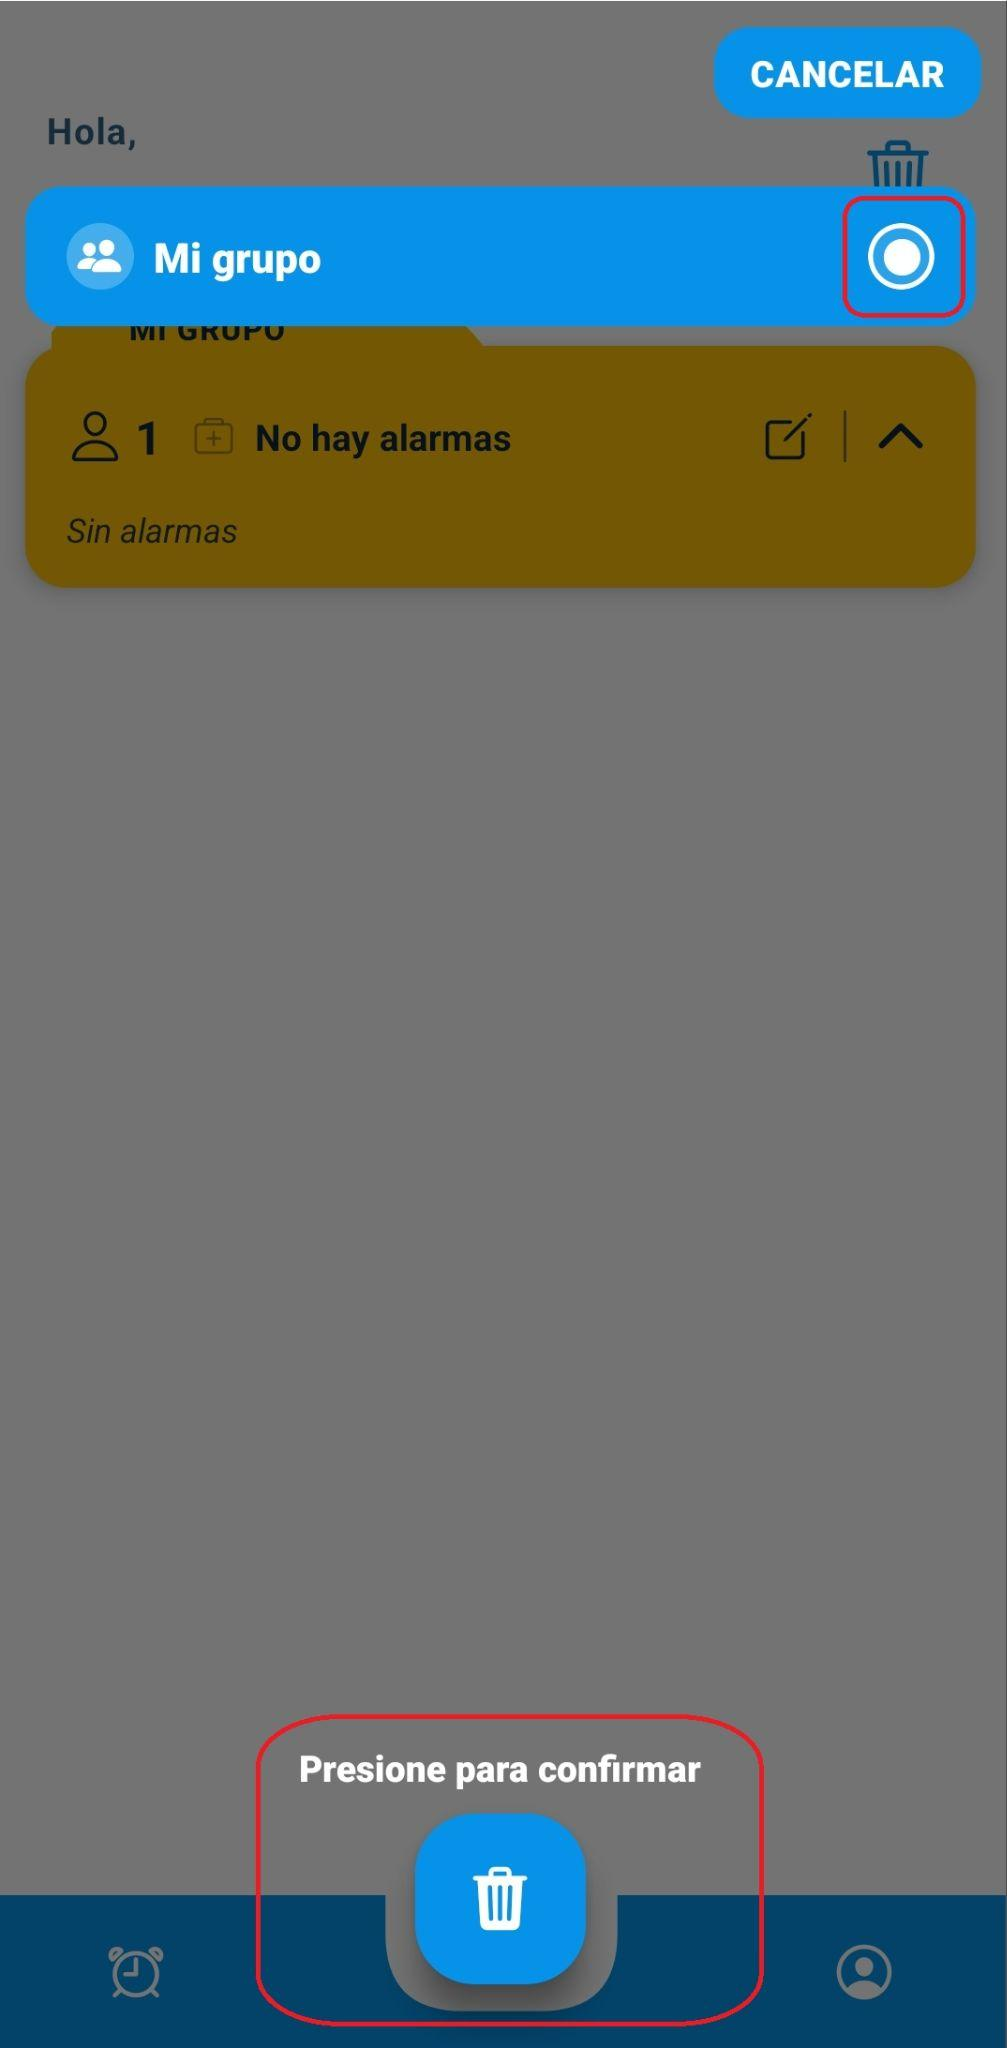 CANCELAR
Hola,
Mi grupo
MI GRUPO
1 No hay alarmas
Sin alarmas
Presione para confirmar